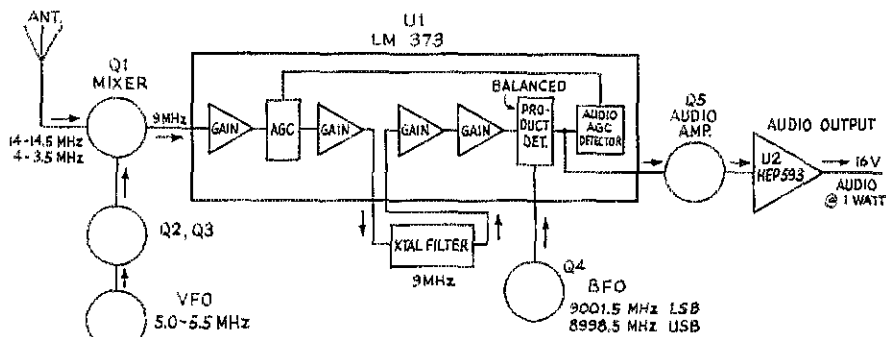 ANT.
U1
LM 373
Q1
MIXER
9MHz
14-14.5 MHz
4-3.5 MHz
GAIN
AGC
GAIN
GAIN
GAIN
BALANCED
PRO-
DUCT
DET.
AUDIO
AGC
DETECTOR
Q5
AUDIO
AMP.
AUDIO OUTPUT
U2
HEP593
16V
AUDIO
@ 1 WATT
Q2, Q3
XTAL FILTER
9MHz
Q4
BFO
9001.5 MHz LSB
8998.5 MHz USB
VFO
5.0-5.5 MHz